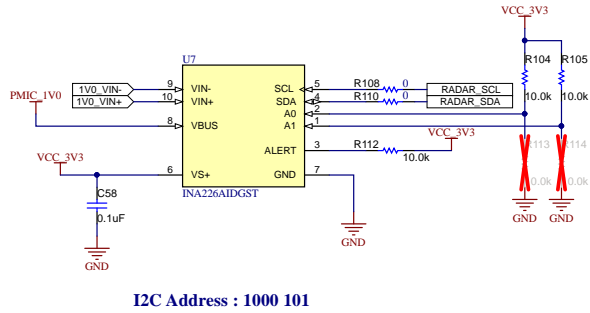 VCC_3V3
U7
R104
R105
1V0_VIN-
9
VIN-
SCL
5
R108
0
RADAR_SCL
PMIC_1V0
1V0_VIN+
10
VIN+
SDA
4
R110
0
RADAR_SDA
10.0k
10.0k
A0
2
8
VBUS
A1
1
VCC_3V3
ALERT
3
R112
10.0k
VCC_3V3
6
VS+
GND
7
C58
0.1uF
INA226AIDGST
GND
GND
GND
GND
I2C Address : 1000 101